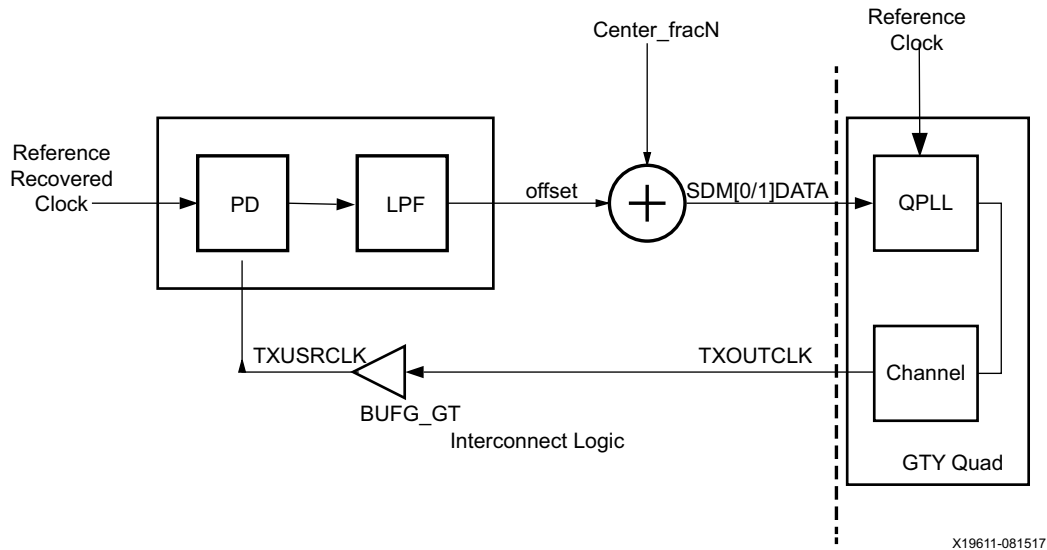 Center_fracN
Reference
Clock
Reference
Recovered
Clock
PD
LPF
offset
SDM[0/1]DATA
QPLL
TXUSRCLK
TXOUTCLK
Channel
BUFG_GT
Interconnect Logic
GTY Quad
X19611-081517